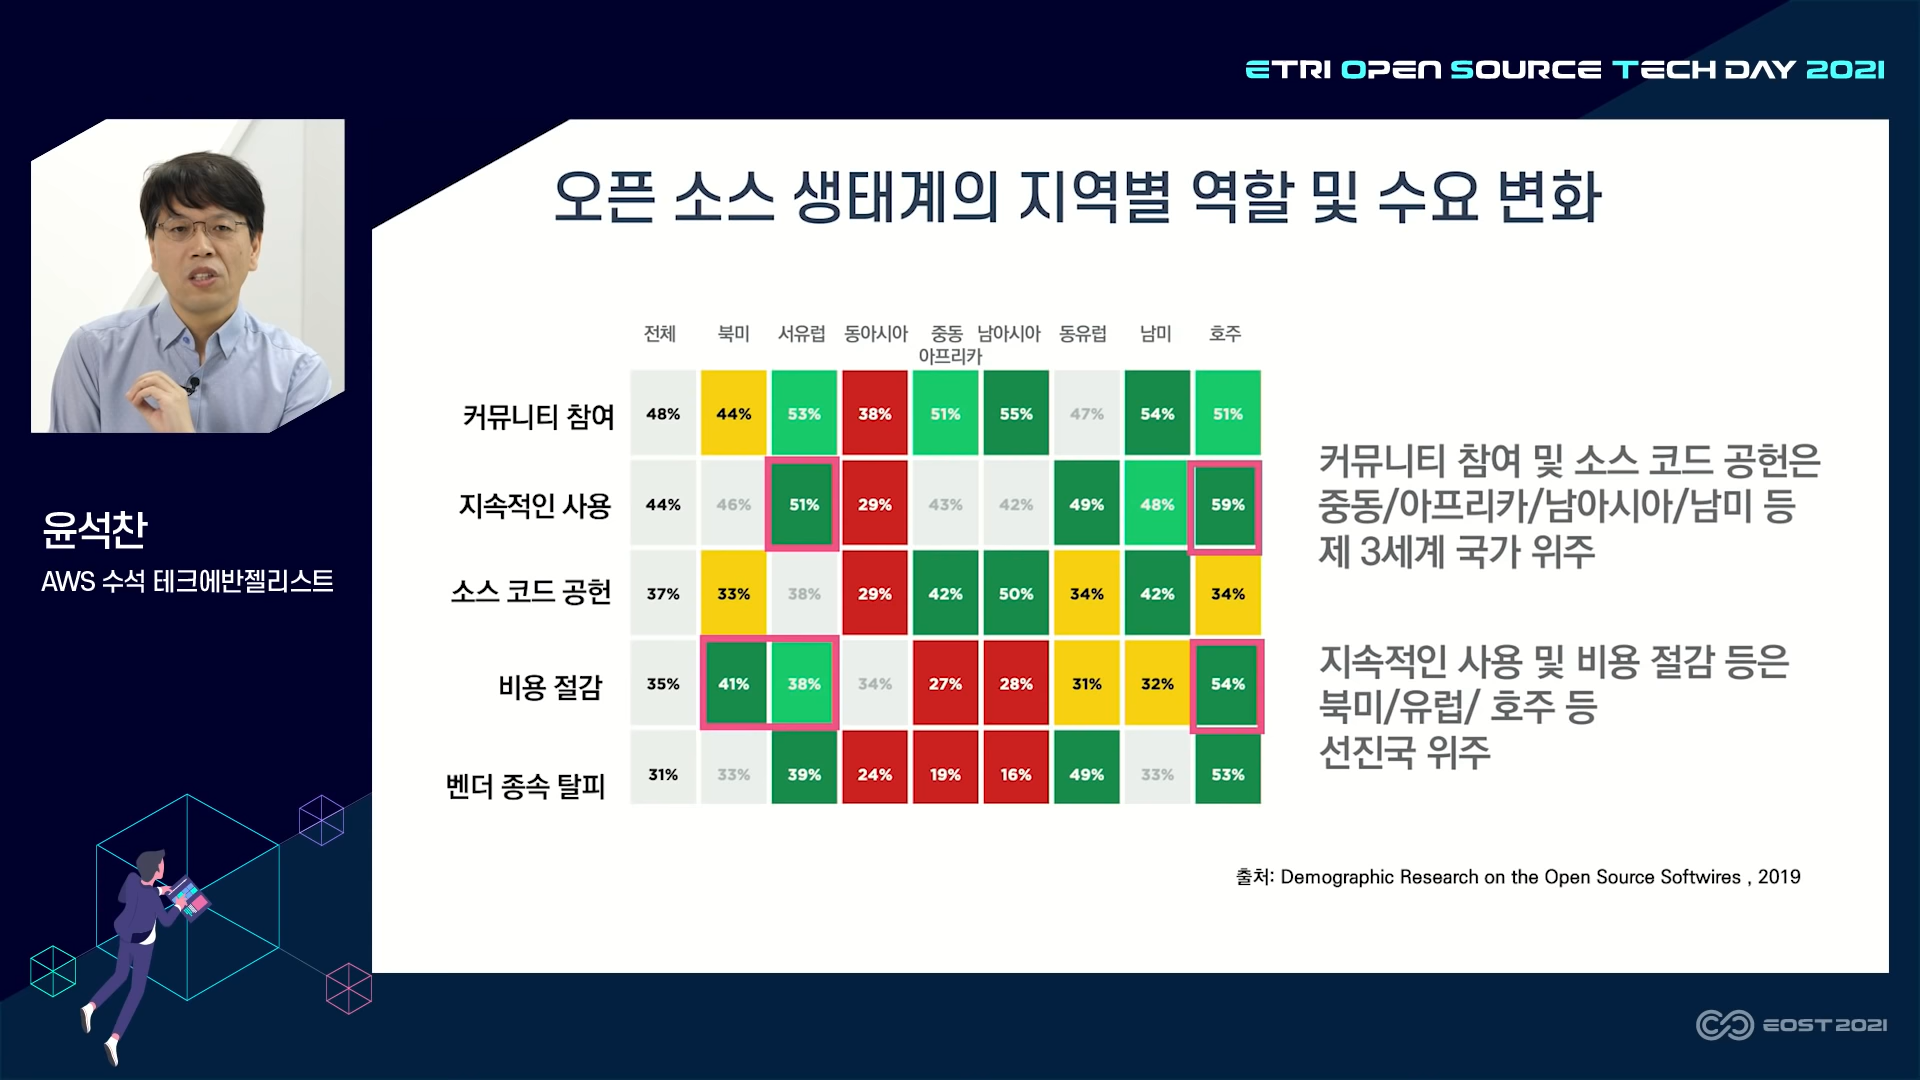 ETRI OPEN SOURCE TECH DAY 2021
오픈 소스 생태계의 지역별 역할 및 수요 변화
전체 북미 서유럽 동아시아 중동 남아시아 동유럽 남미 호주
아프리카
커뮤니티 참여 48% 44% 53% 38% 51% 55% 47% 54% 51%
지속적인 사용 44% 46% 51% 29% 43% 42% 49% 48% 59%
소스 코드 공헌 37% 33% 38% 29% 42% 50% 34% 42% 34%
비용 절감 35% 41% 38% 34% 27% 28% 31% 32% 54%
벤더 종속 탈피 31% 33% 39% 24% 19% 16% 49% 33% 53%
커뮤니티 참여 및 소스 코드 공헌은
중동/아프리카/남아시아/남미 등
제 3세계 국가 위주
지속적인 사용 및 비용 절감 등은
북미/유럽/ 호주 등
선진국 위주
출처: Demographic Research on the Open Source Softwires , 2019
윤석찬
AWS 수석 테크에반젤리스트
EOST 2021